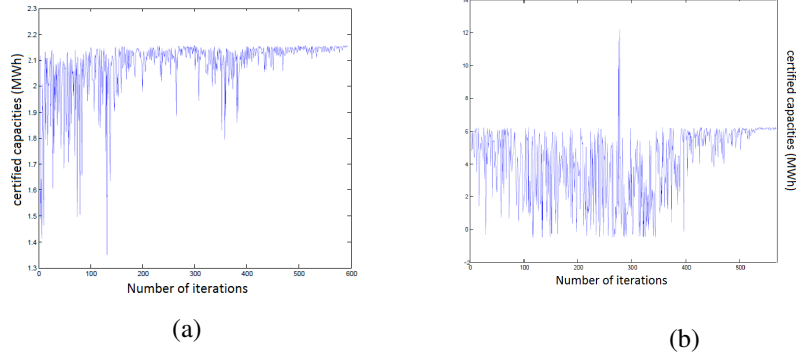 2.3
2.2
2.1
2
1.9
1.8
1.7
1.6
1.5
1.4
1.3
certified capacities (MWh)
0 100 200 300 400 500 600
Number of iterations
(a)
14
12
10
8
6
4
2
0
-2
certified capacities (MWh)
0 100 200 300 400 500
Number of iterations
(b)